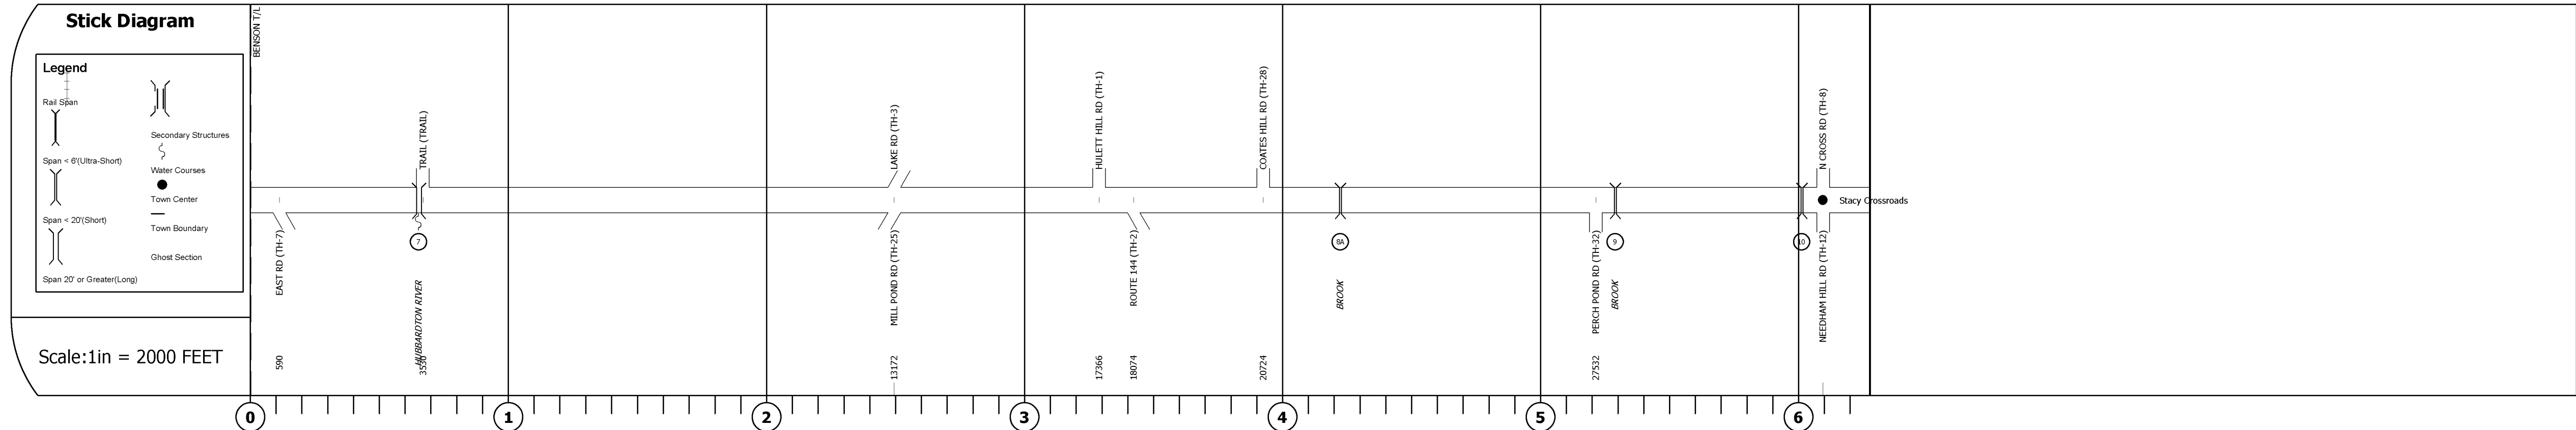 Stick Diagram
Legend
Rail Span
Span < 6'(Ultra-Short)
Span < 20'(Short)
Span 20' or Greater(Long)
Secondary Structures
Water Courses
Town Center
Town Boundary
Ghost Section
Scale:1in = 2000 FEET
BENSON T/L
EAST RD (TH-7)
590
TRAIL (TRAIL)
7
HUBBARDTON RIVER
3530
LAKE RD (TH-3)
MILL POND RD (TH-25)
13172
HULETT HILL RD (TH-1)
17366
ROUTE 144 (TH-2)
18074
COATES HILL RD (TH-28)
20724
8A
BROOK
PERCH POND RD (TH-32)
27532
9
BROOK
10
N CROSS RD (TH-8)
Stacy Crossroads
NEEDHAM HILL RD (TH-12)
0
1
2
3
4
5
6